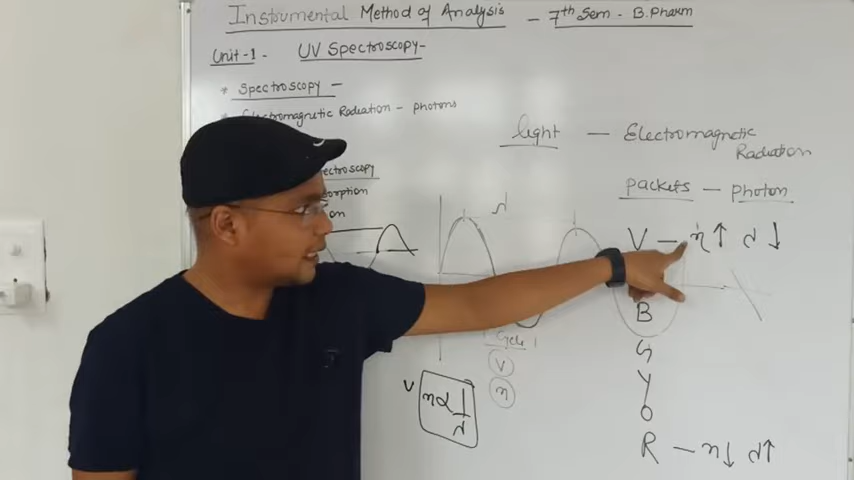 Instrumental Method of Analysis - 7th Sem - B.Pharm
Unit-1 - UV Spectroscopy-
* Spectroscopy -
Electromagnetic Radiation - Photons
light - Electromagnetic
Radiation
Packets - Photon
λ
V - η↑ λ↓
B
G
Y
O
R - η↓ λ↑
Cycle 1
ν
η
ν η ∝ 1/λ